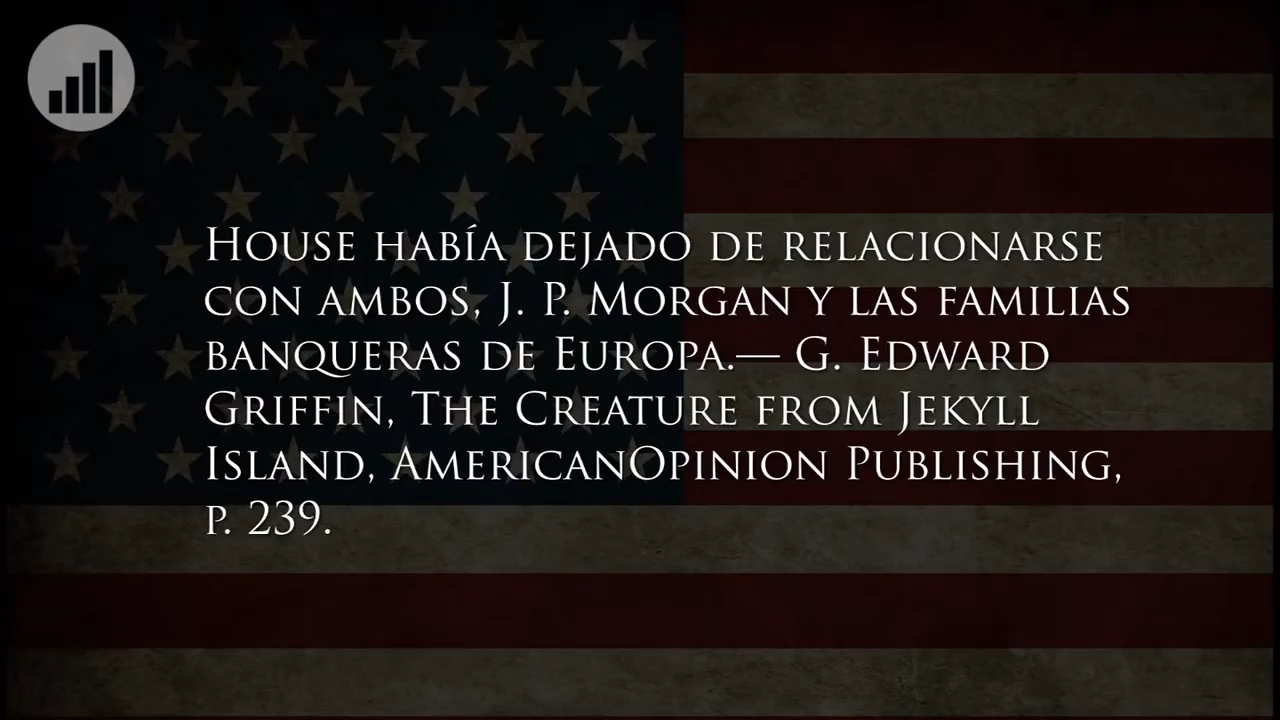 House había dejado de relacionarse
con ambos, J. P. Morgan y las familias
banqueras de Europa.— G. Edward
Griffin, The Creature from Jekyll
Island, AmericanOpinion Publishing,
p. 239.